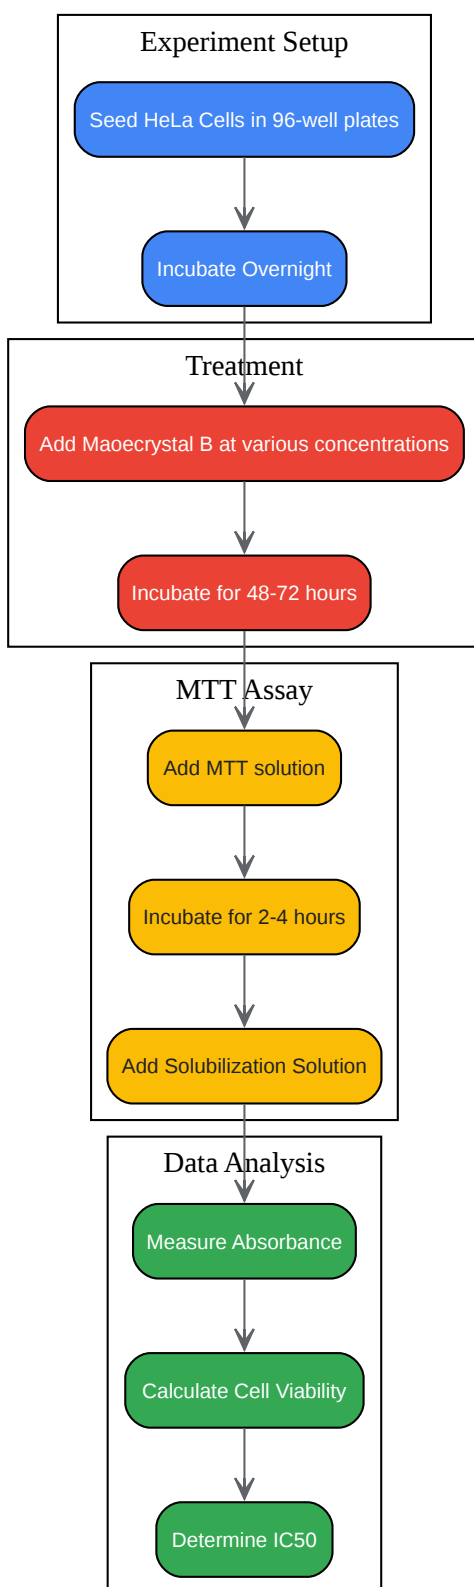 Experiment Setup
Seed HeLa Cells in 96-well plates
Incubate Overnight
Treatment
Add Maoecrystal B at various concentrations
Incubate for 48-72 hours
MTT Assay
Add MTT solution
Incubate for 2-4 hours
Add Solubilization Solution
Data Analysis
Measure Absorbance
Calculate Cell Viability
Determine IC50